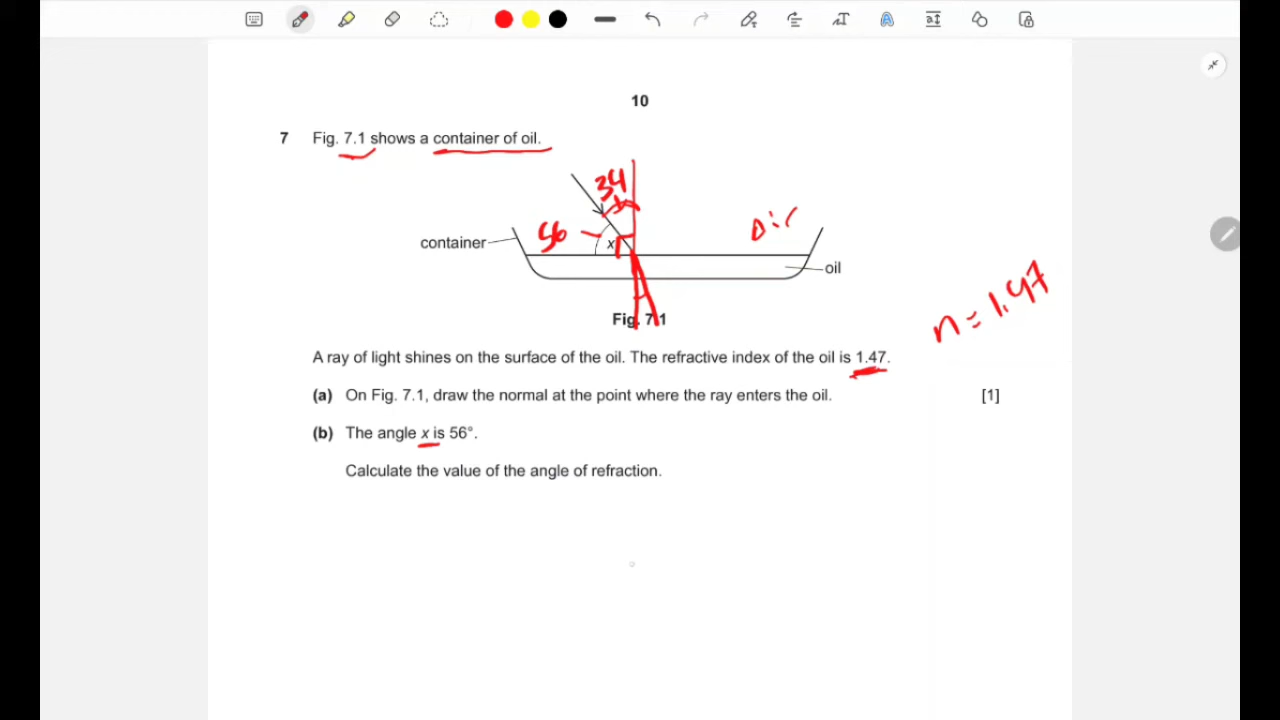 10
7 Fig. 7.1 shows a container of oil.
34
56
x
air
container
oil
n = 1.47
Fig. 7.1
A ray of light shines on the surface of the oil. The refractive index of the oil is 1.47.
(a) On Fig. 7.1, draw the normal at the point where the ray enters the oil. [1]
(b) The angle x is 56°.
Calculate the value of the angle of refraction.